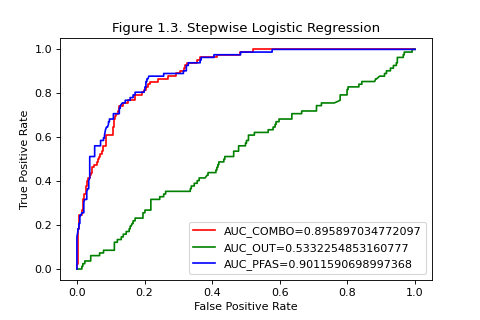 Figure 1.3. Stepwise Logistic Regression
True Positive Rate
1.0
0.8
0.6
0.4
0.2
0.0
AUC_COMBO=0.895897034772097
AUC_OUT=0.5332254853160777
AUC_PFAS=0.9011590698997368
0.0 0.2 0.4 0.6 0.8 1.0
False Positive Rate